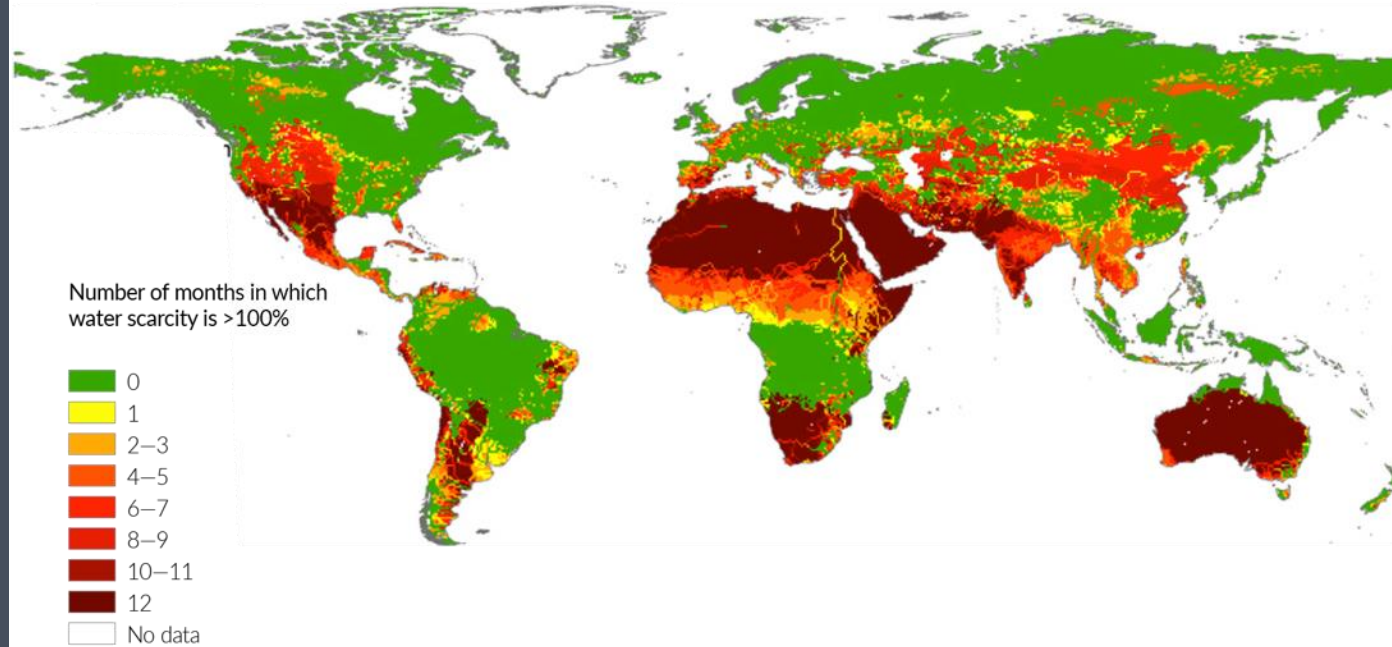 Number of months in which
water scarcity is >100%
0
1
2–3
4–5
6–7
8–9
10–11
12
No data